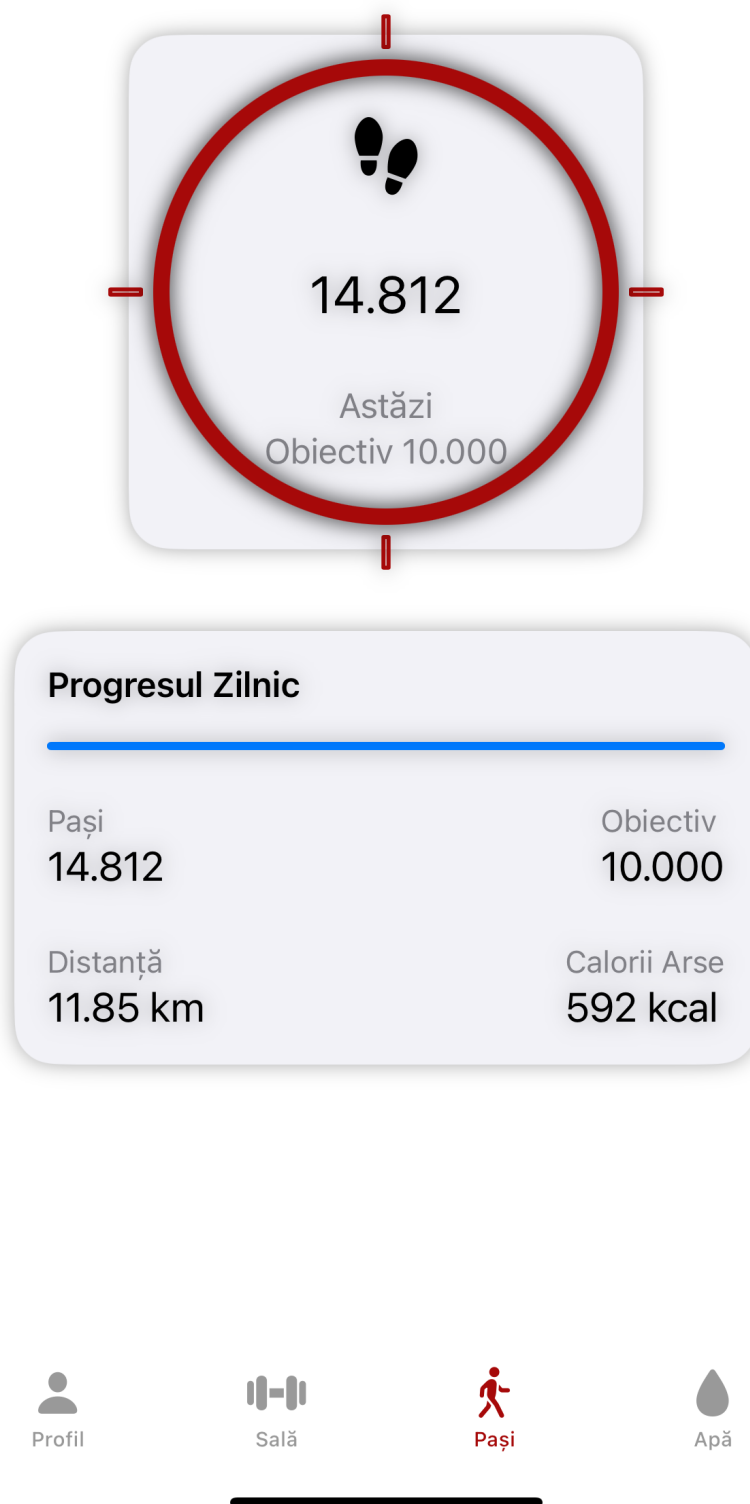 14.812
Astăzi
Obiectiv 10.000
Progresul Zilnic
Pași Obiectiv
14.812 10.000
Distanță Calorii Arse
11.85 km 592 kcal
Profil Sală Pași Apă